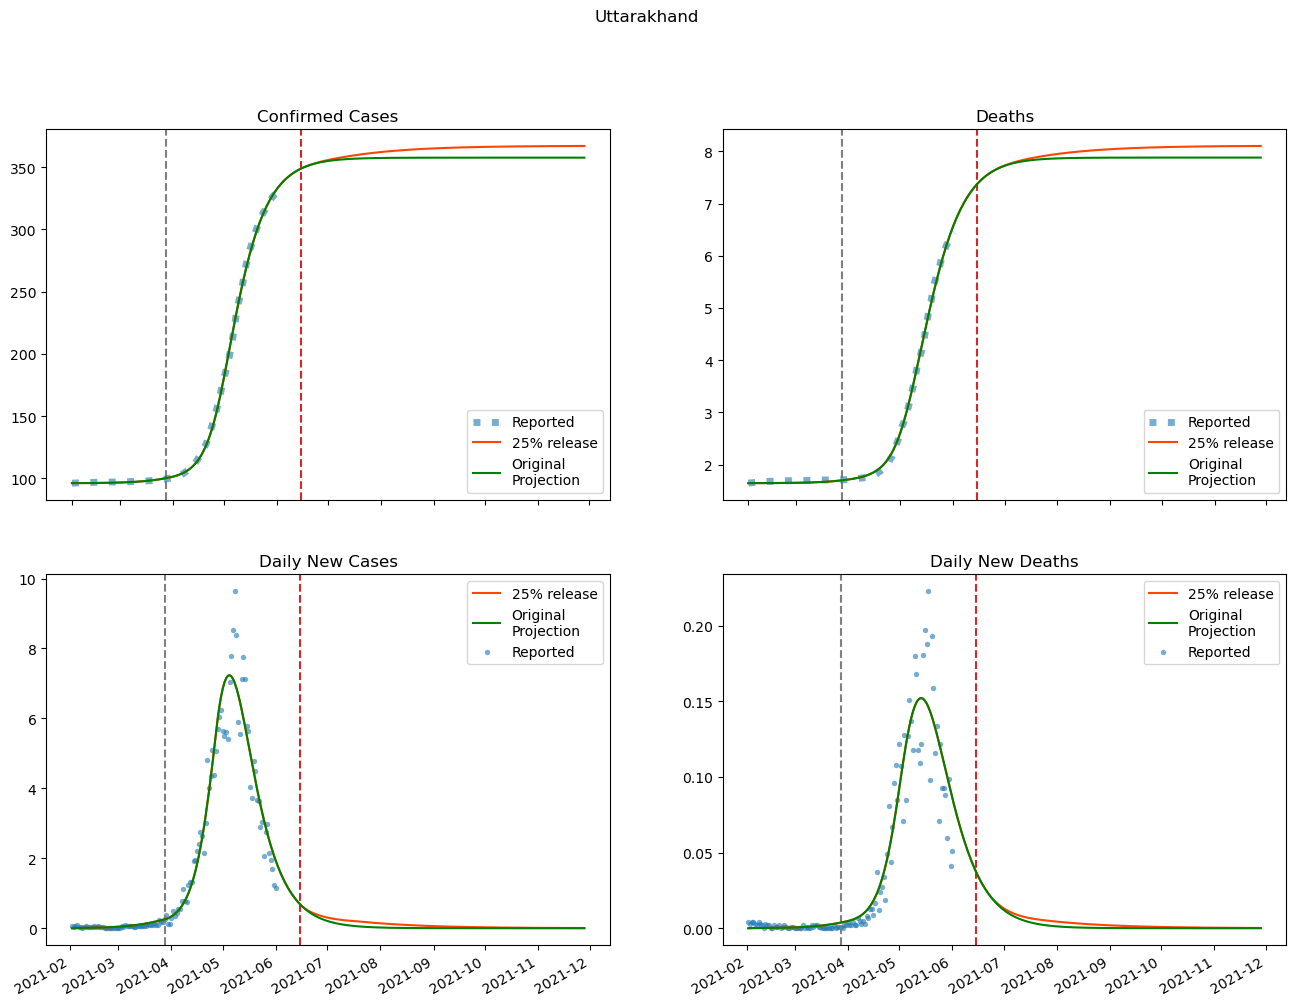 Uttarakhand
Confirmed Cases
350
300
250
200
150
100
Reported
25% release
Original
Projection
Deaths
8
7
6
5
4
3
2
Reported
25% release
Original
Projection
Daily New Cases
10
8
6
4
2
0
25% release
Original
Projection
Reported
2021-02
2021-03
2021-04
2021-05
2021-06
2021-07
2021-08
2021-09
2021-10
2021-11
2021-12
Daily New Deaths
0.20
0.15
0.10
0.05
0.00
25% release
Original
Projection
Reported
2021-02
2021-03
2021-04
2021-05
2021-06
2021-07
2021-08
2021-09
2021-10
2021-11
2021-12